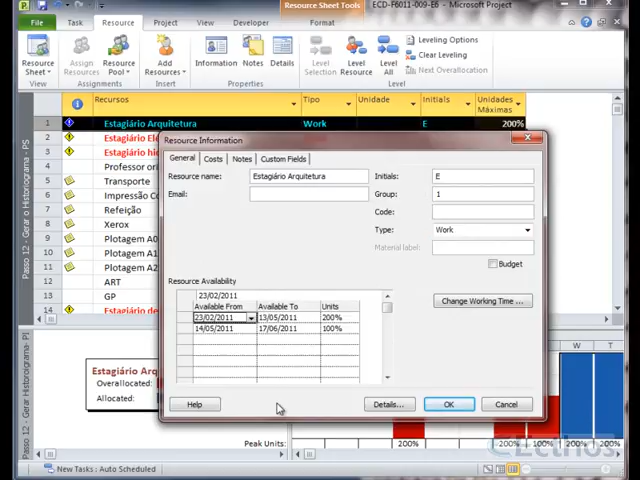 Resource Sheet Tools
ECD-F6011-009-E6 - Microsoft Project
File Task Resource Project View Developer Format
Resource Sheet
Assign Resources
Resource Pool
Add Resources
Information
Notes
Details
Level Selection
Level Resource
Level All
Leveling Options
Clear Leveling
Next Overallocation
View Assignments Insert Properties Level
Recursos Tipo Unidade Initials Unidades Máximas
1 Estagiário Arquitetura Work E 200%
2 Estagiário El
3 Estagiário hi
4 Professor ori
5 Transporte
6 Impressão Co
7 Refeição
8 Xerox
9 Plotagem A0
10 Plotagem A1
11 Plotagem A2
12 ART
13 GP
14 Estagiário de
Passo 12 - Gerar o Historiograma - PS
Resource Information
General Costs Notes Custom Fields
Resource name: Estagiário Arquitetura
Initials: E
Email:
Group: 1
Code:
Type: Work
Material label:
Budget
Resource Availability
23/02/2011
Available From Available To Units
23/02/2011 13/05/2011 200%
14/05/2011 17/06/2011 100%
Change Working Time ...
Help Details... OK Cancel
Passo 12 - Gerar o Historiograma - P
Estagiário Arq
Overallocated:
Allocated:
W T
Peak Units: 200% 200% 100% 200% 200%
Ecthos
New Tasks : Auto Scheduled